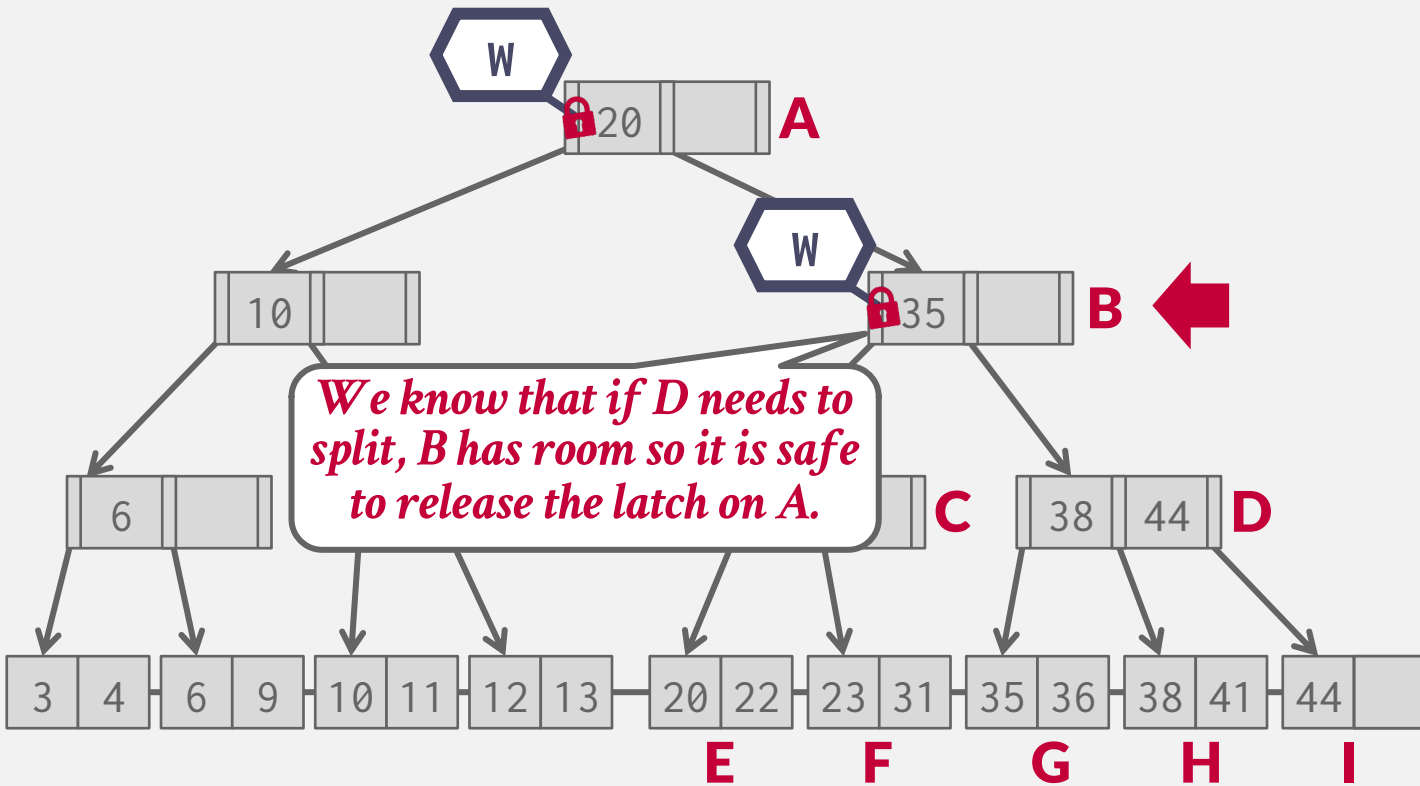 W
20
A
W
10
35
B
We know that if D needs to
split, B has room so it is safe
to release the latch on A.
6
C
38 44
D
3 4 6 9 10 11 12 13 20 22 23 31 35 36 38 41 44
E F G H I